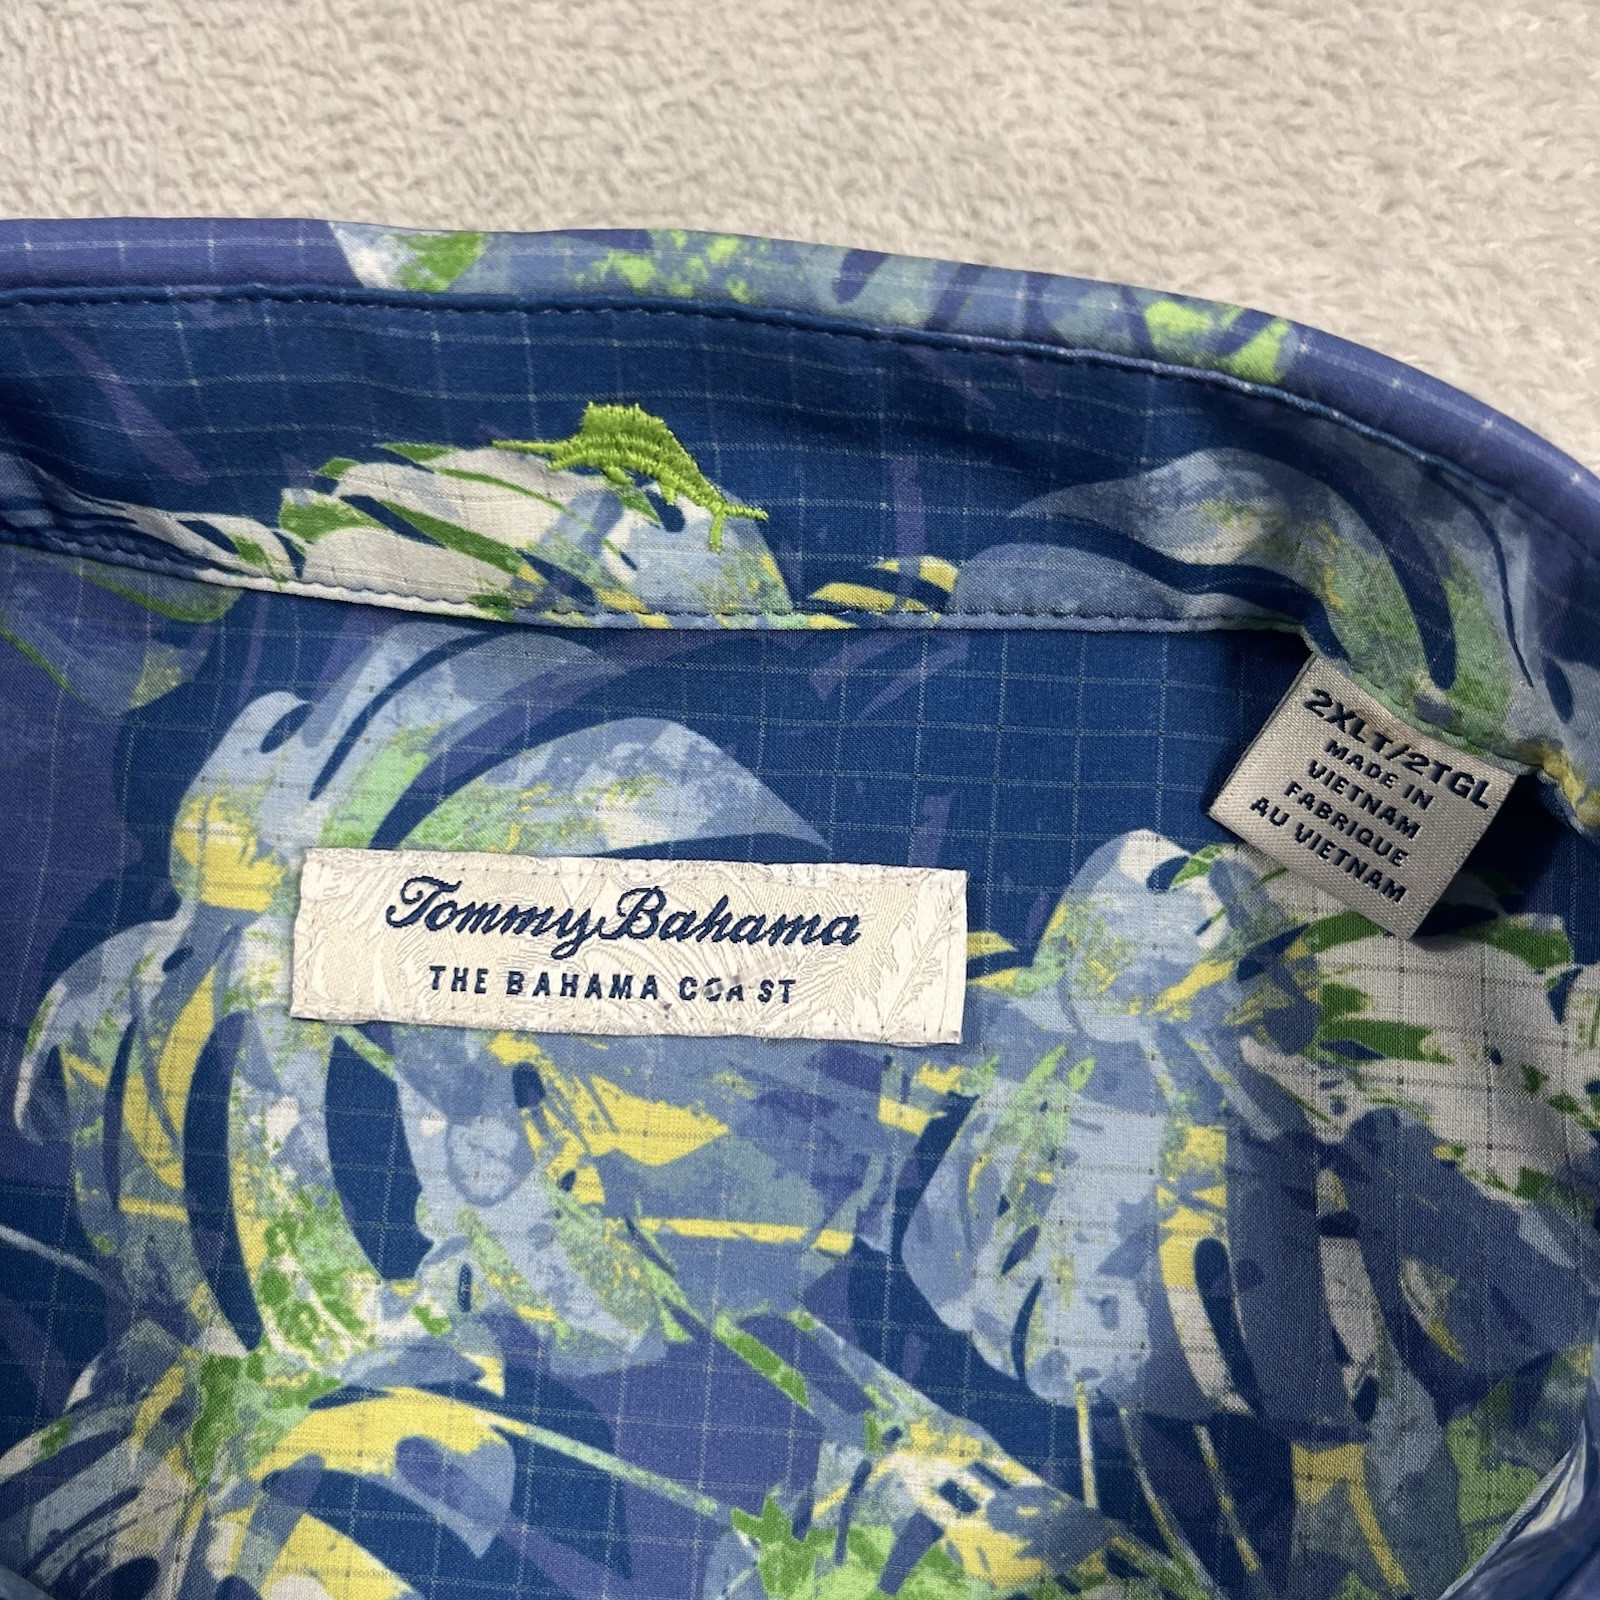 Tommy Bahama
THE BAHAMA COAST
2XLT/2TGL
MADE IN
VIETNAM
FABRIQUE
AU VIETNAM